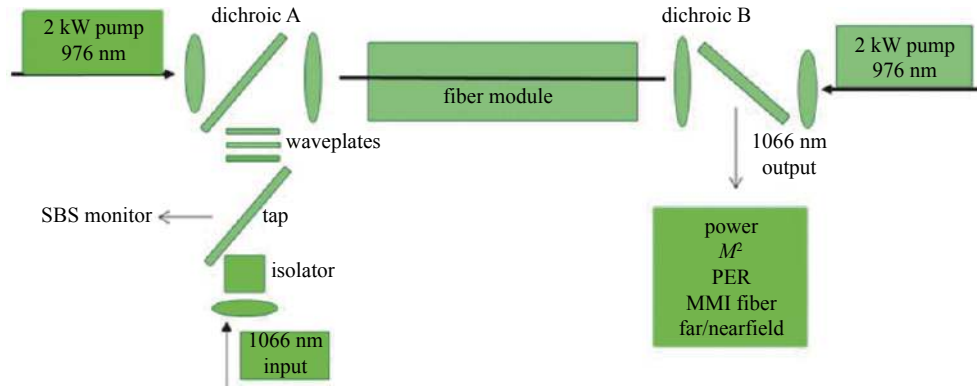 dichroic A
dichroic B
2 kW pump
976 nm
2 kW pump
976 nm
fiber module
waveplates
1066 nm
output
SBS monitor
tap
isolator
power
M²
PER
MMI fiber
far/nearfield
1066 nm
input